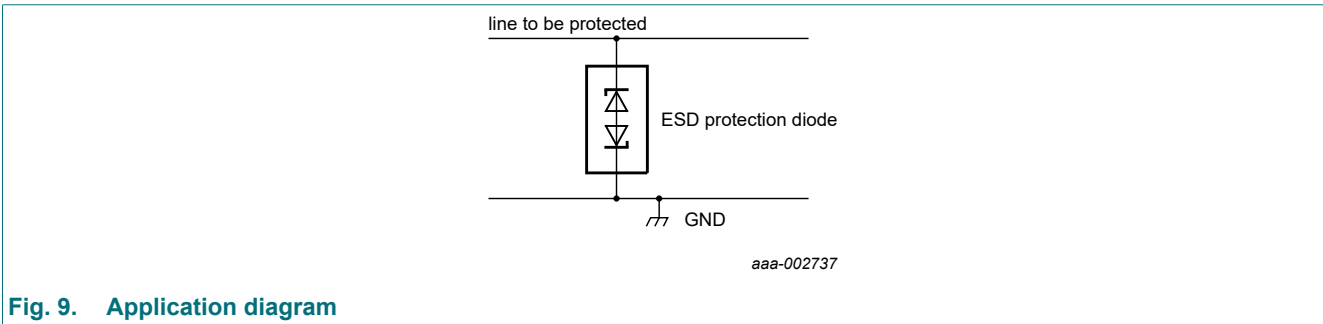 line to be protected
ESD protection diode
GND
aaa-002737
Fig. 9. Application diagram